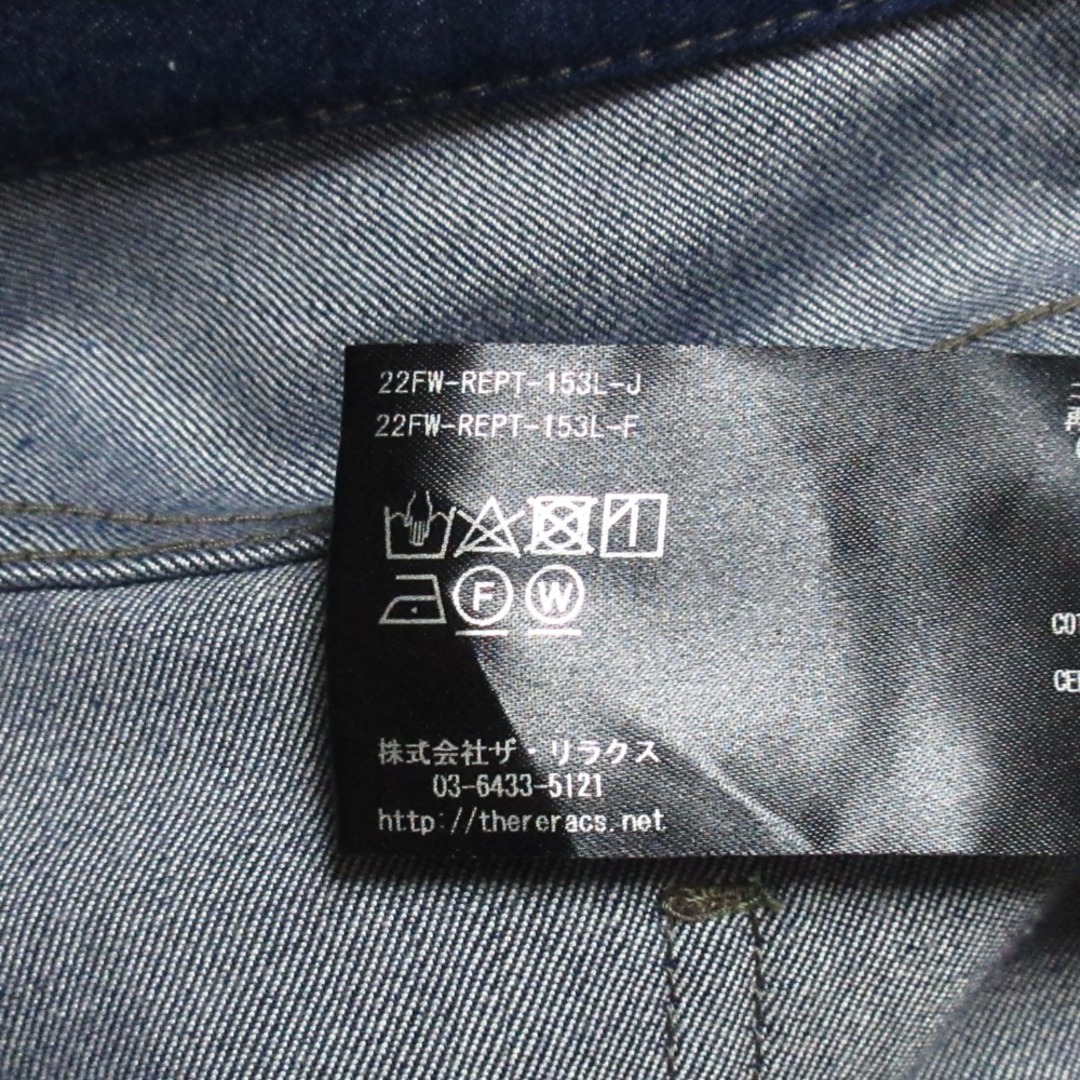 22FW-REPT-153L-J
22FW-REPT-153L-F
F W
株式会社ザ・リラクス
03-6433-5121
http://thereracs.net
再